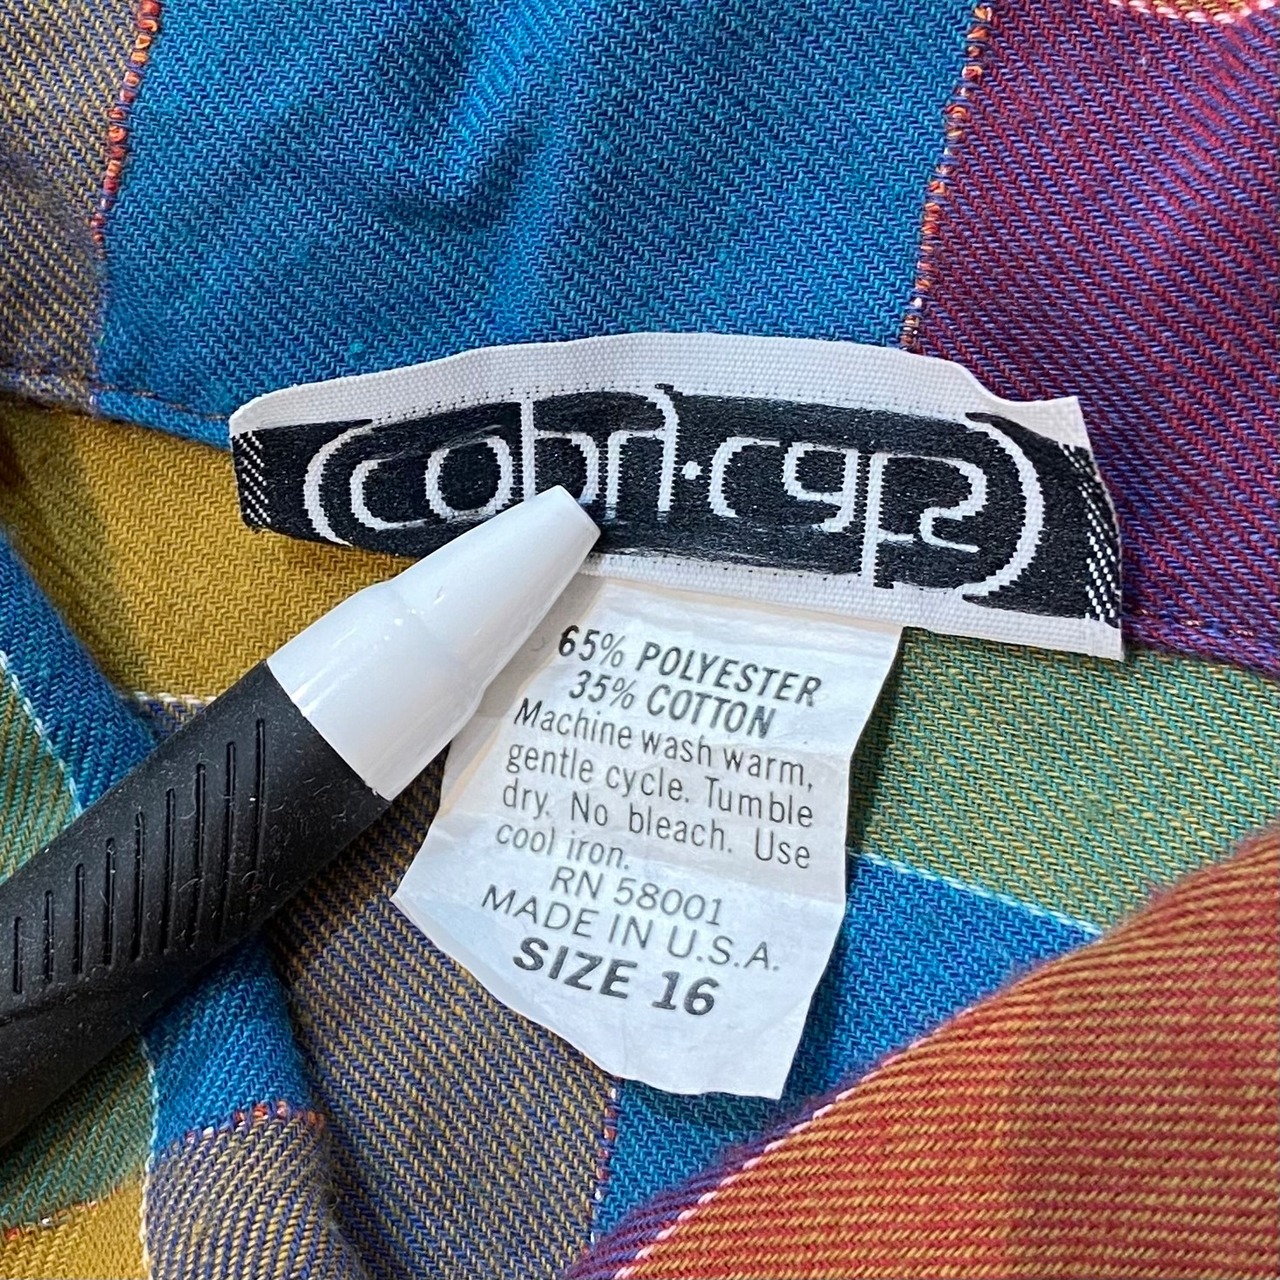 65% POLYESTER
35% COTTON
Machine wash warm,
gentle cycle. Tumble
dry. No bleach. Use
cool iron.
RN 58001
MADE IN U.S.A.
SIZE 16